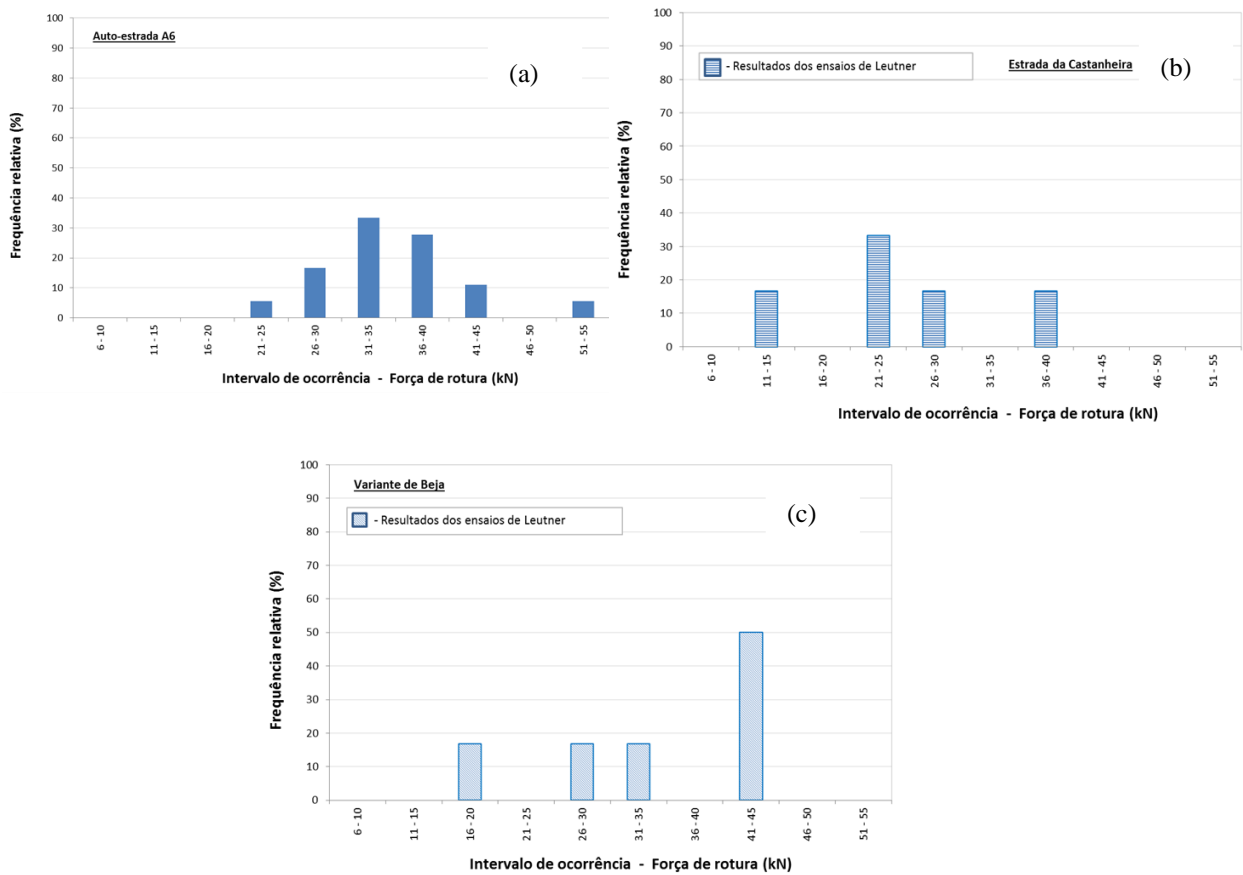 Auto-estrada A6
(a)
Frequência relativa (%)
100
90
80
70
60
50
40
30
20
10
0
6 - 10
11 - 15
16 - 20
21 - 25
26 - 30
31 - 35
36 - 40
41 - 45
46 - 50
51 - 55
Intervalo de ocorrência - Força de rotura (kN)
- Resultados dos ensaios de Leutner
Estrada da Castanheira
(b)
Frequência relativa (%)
100
90
80
70
60
50
40
30
20
10
0
6 - 10
11 - 15
16 - 20
21 - 25
26 - 30
31 - 35
36 - 40
41 - 45
46 - 50
51 - 55
Intervalo de ocorrência - Força de rotura (kN)
Variante de Beja
- Resultados dos ensaios de Leutner
(c)
Frequência relativa (%)
100
90
80
70
60
50
40
30
20
10
0
6 - 10
11 - 15
16 - 20
21 - 25
26 - 30
31 - 35
36 - 40
41 - 45
46 - 50
51 - 55
Intervalo de ocorrência - Força de rotura (kN)